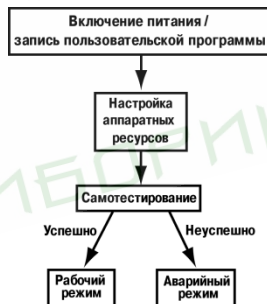 Включение питания /
запись пользовательской программы
Настройка
аппаратных
ресурсов
Самотестирование
Успешно
Неуспешно
Рабочий
режим
Аварийный
режим